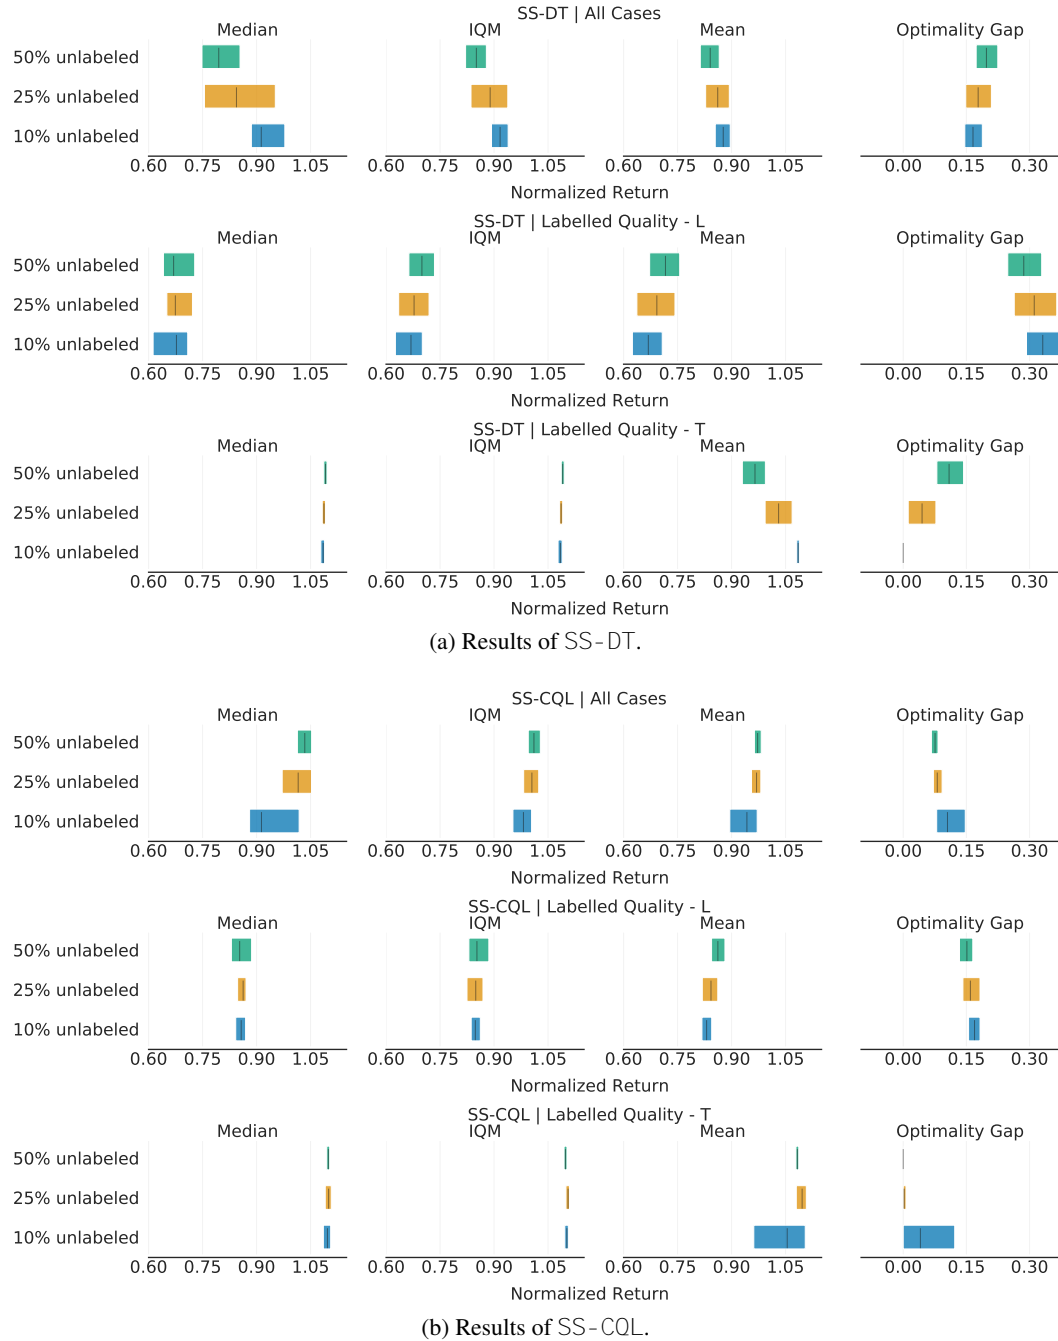 SS-DT | All Cases
Median IQM Mean Optimality Gap
50% unlabeled
25% unlabeled
10% unlabeled
0.60 0.75 0.90 1.05 0.60 0.75 0.90 1.05 0.60 0.75 0.90 1.05 0.00 0.15 0.30
Normalized Return
SS-DT | Labelled Quality - L
Median IQM Mean Optimality Gap
50% unlabeled
25% unlabeled
10% unlabeled
0.60 0.75 0.90 1.05 0.60 0.75 0.90 1.05 0.60 0.75 0.90 1.05 0.00 0.15 0.30
Normalized Return
SS-DT | Labelled Quality - T
Median IQM Mean Optimality Gap
50% unlabeled
25% unlabeled
10% unlabeled
0.60 0.75 0.90 1.05 0.60 0.75 0.90 1.05 0.60 0.75 0.90 1.05 0.00 0.15 0.30
Normalized Return
(a) Results of SS-DT.
SS-CQL | All Cases
Median IQM Mean Optimality Gap
50% unlabeled
25% unlabeled
10% unlabeled
0.60 0.75 0.90 1.05 0.60 0.75 0.90 1.05 0.60 0.75 0.90 1.05 0.00 0.15 0.30
Normalized Return
SS-CQL | Labelled Quality - L
Median IQM Mean Optimality Gap
50% unlabeled
25% unlabeled
10% unlabeled
0.60 0.75 0.90 1.05 0.60 0.75 0.90 1.05 0.60 0.75 0.90 1.05 0.00 0.15 0.30
Normalized Return
SS-CQL | Labelled Quality - T
Median IQM Mean Optimality Gap
50% unlabeled
25% unlabeled
10% unlabeled
0.60 0.75 0.90 1.05 0.60 0.75 0.90 1.05 0.60 0.75 0.90 1.05 0.00 0.15 0.30
Normalized Return
(b) Results of SS-CQL.